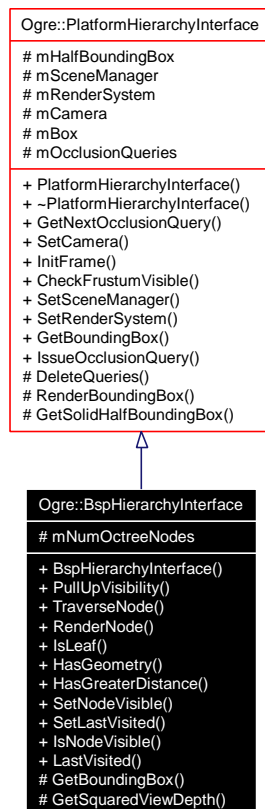 Ogre::PlatformHierarchyInterface
# mHalfBoundingBox
# mSceneManager
# mRenderSystem
# mCamera
# mBox
# mOcclusionQueries
+ PlatformHierarchyInterface()
+ ~PlatformHierarchyInterface()
+ GetNextOcclusionQuery()
+ SetCamera()
+ InitFrame()
+ CheckFrustumVisible()
+ SetSceneManager()
+ SetRenderSystem()
+ GetBoundingBox()
+ IssueOcclusionQuery()
# DeleteQueries()
# RenderBoundingBox()
# GetSolidHalfBoundingBox()
Ogre::BspHierarchyInterface
# mNumOctreeNodes
+ BspHierarchyInterface()
+ PullUpVisibility()
+ TraverseNode()
+ RenderNode()
+ IsLeaf()
+ HasGeometry()
+ HasGreaterDistance()
+ SetNodeVisible()
+ SetLastVisited()
+ IsNodeVisible()
+ LastVisited()
# GetBoundingBox()
# GetSquaredViewDepth()